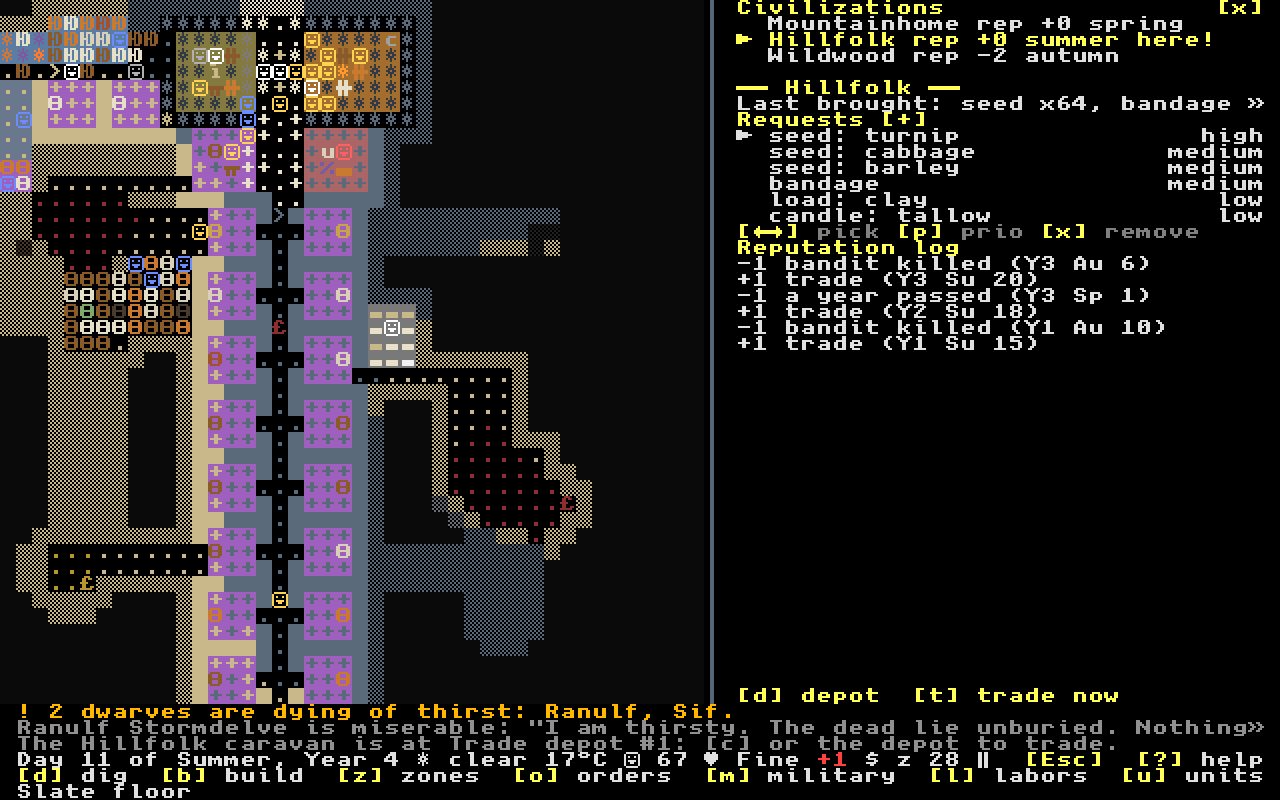 Civilizations [x]
Mountainhome rep +0 spring
► Hillfolk rep +0 summer here!
Wildwood rep -2 autumn
── Hillfolk ──
Last brought: seed x64, bandage »
Requests [+]
► seed: turnip high
seed: cabbage medium
seed: barley medium
bandage medium
load: clay low
candle: tallow low
[↔] pick [p] prio [x] remove
Reputation log
-1 bandit killed (Y3 Au 6)
+1 trade (Y3 Su 20)
-1 a year passed (Y3 Sp 1)
+1 trade (Y2 Su 18)
-1 bandit killed (Y1 Au 10)
+1 trade (Y1 Su 15)
[d] depot [t] trade now
! 2 dwarves are dying of thirst: Ranulf, Sif.
Ranulf Stormdelve is miserable: "I am thirsty. The dead lie unburied. Nothing»
The Hillfolk caravan is at Trade depot #1: [c] or the depot to trade.
Day 11 of Summer, Year 4 ☼ clear 17°C ☺ 67 ♥ Fine +1 $ z 28 ‖ [Esc] [?] help
[d] dig [b] build [z] zones [o] orders [m] military [l] labors [u] units
Slate floor